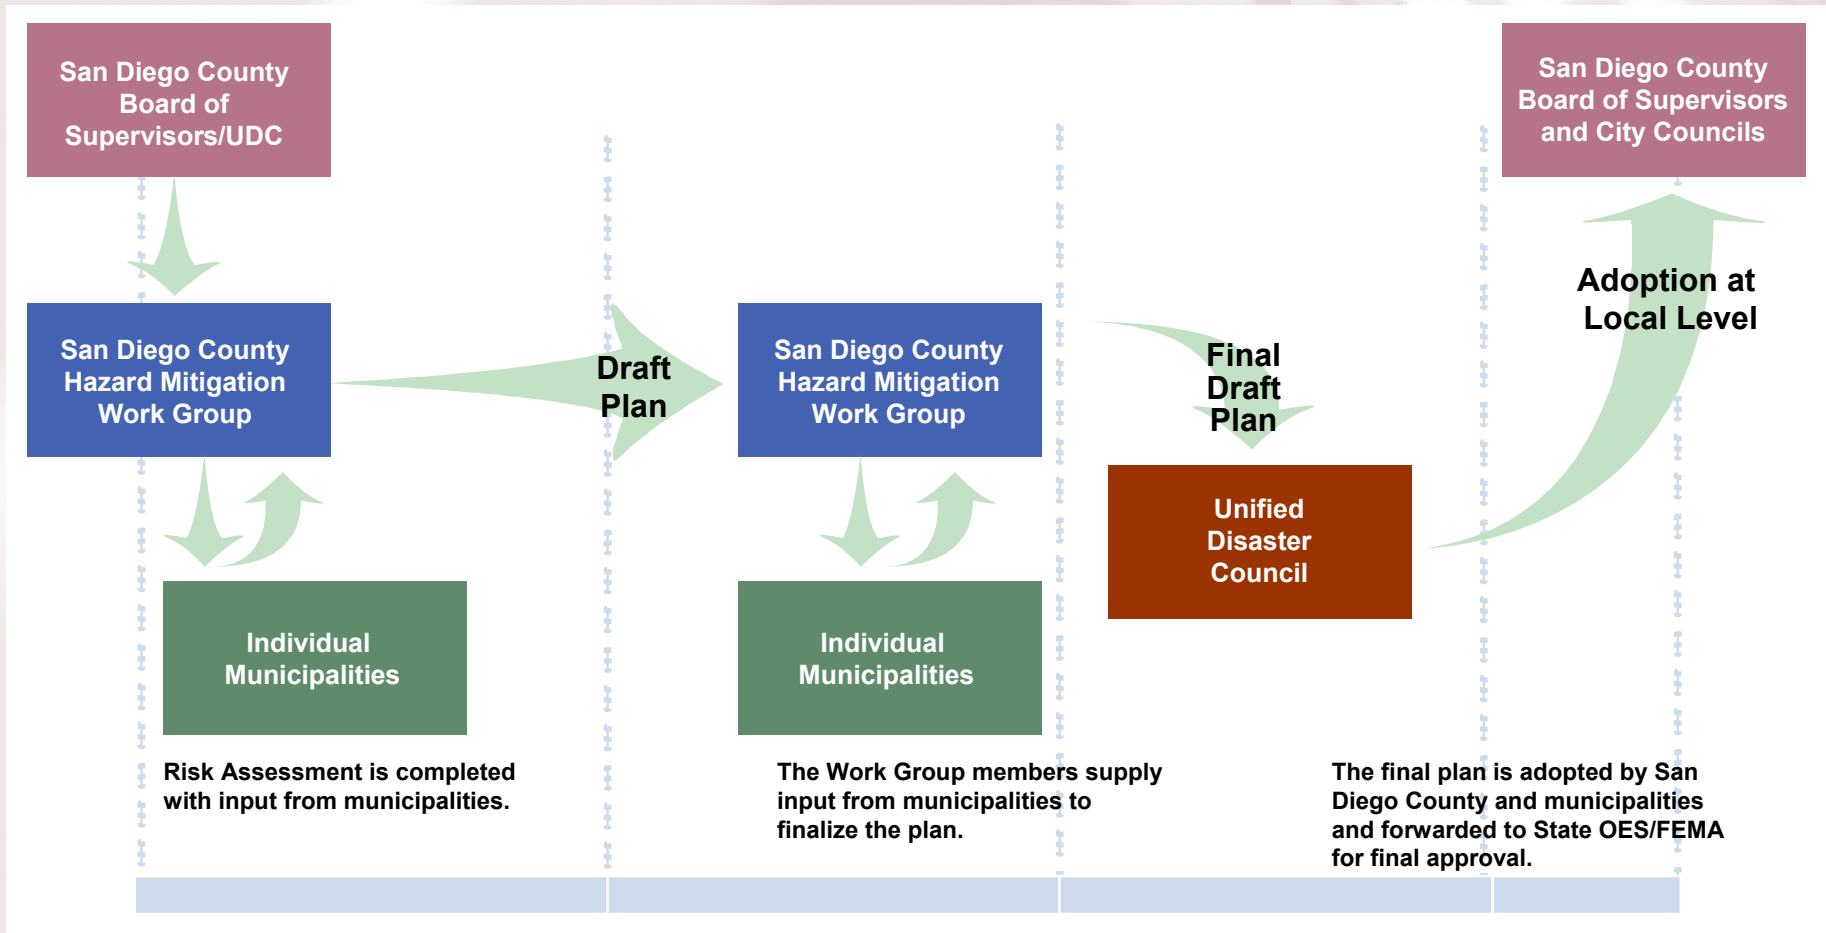 San Diego County
Board of
Supervisors/UDC
San Diego County
Board of Supervisors
and City Councils
San Diego County
Hazard Mitigation
Work Group
Draft
Plan
San Diego County
Hazard Mitigation
Work Group
Final
Draft
Plan
Adoption at
Local Level
Unified
Disaster
Council
Individual
Municipalities
Individual
Municipalities
Risk Assessment is completed
with input from municipalities.
The Work Group members supply
input from municipalities to
finalize the plan.
The final plan is adopted by San
Diego County and municipalities
and forwarded to State OES/FEMA
for final approval.